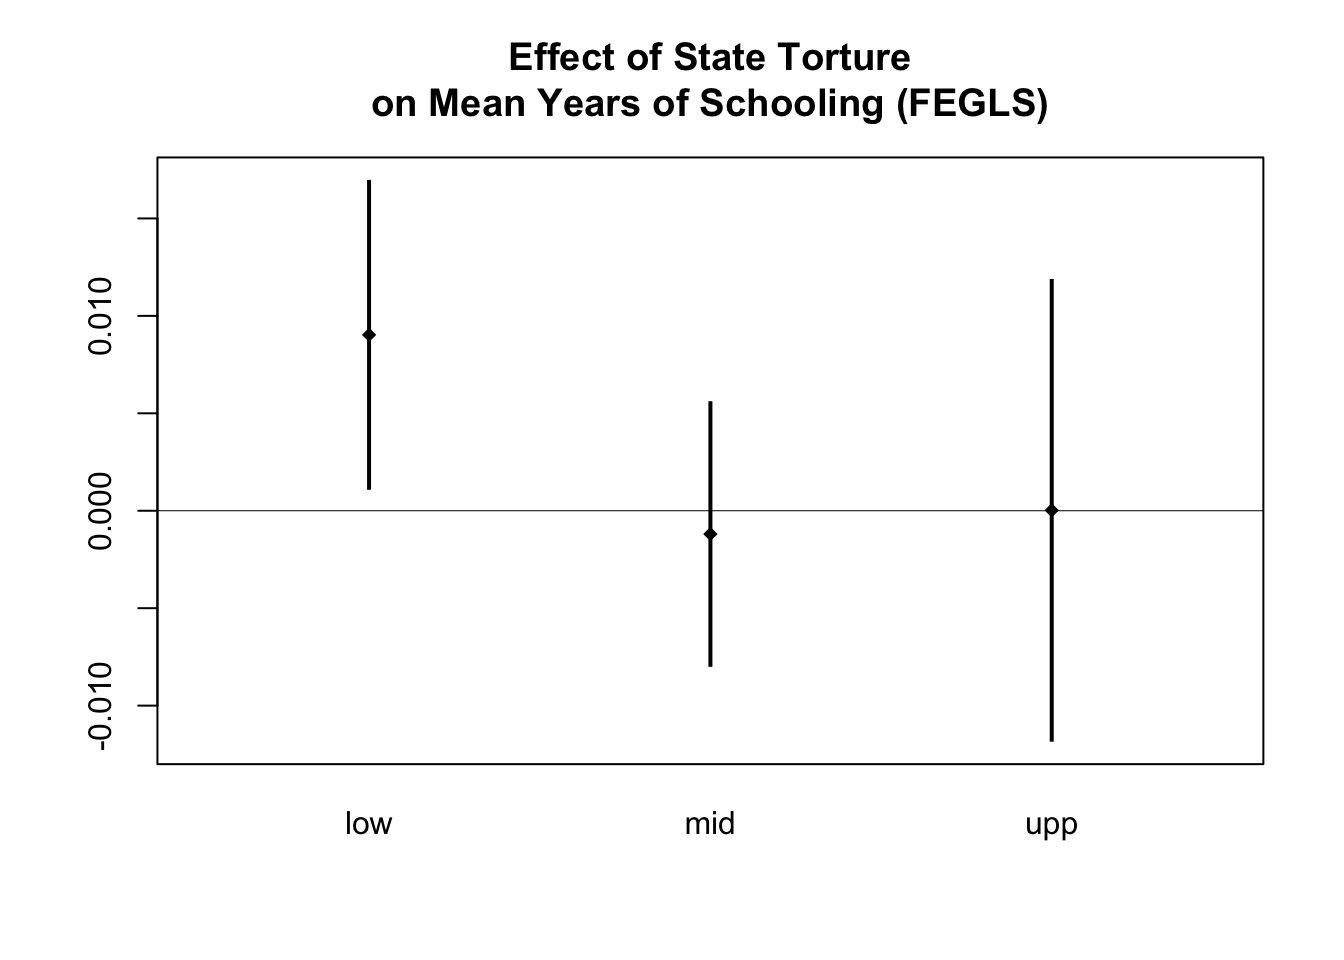 Effect of State Torture
on Mean Years of Schooling (FEGLS)
0.010
0.000
-0.010
low mid upp